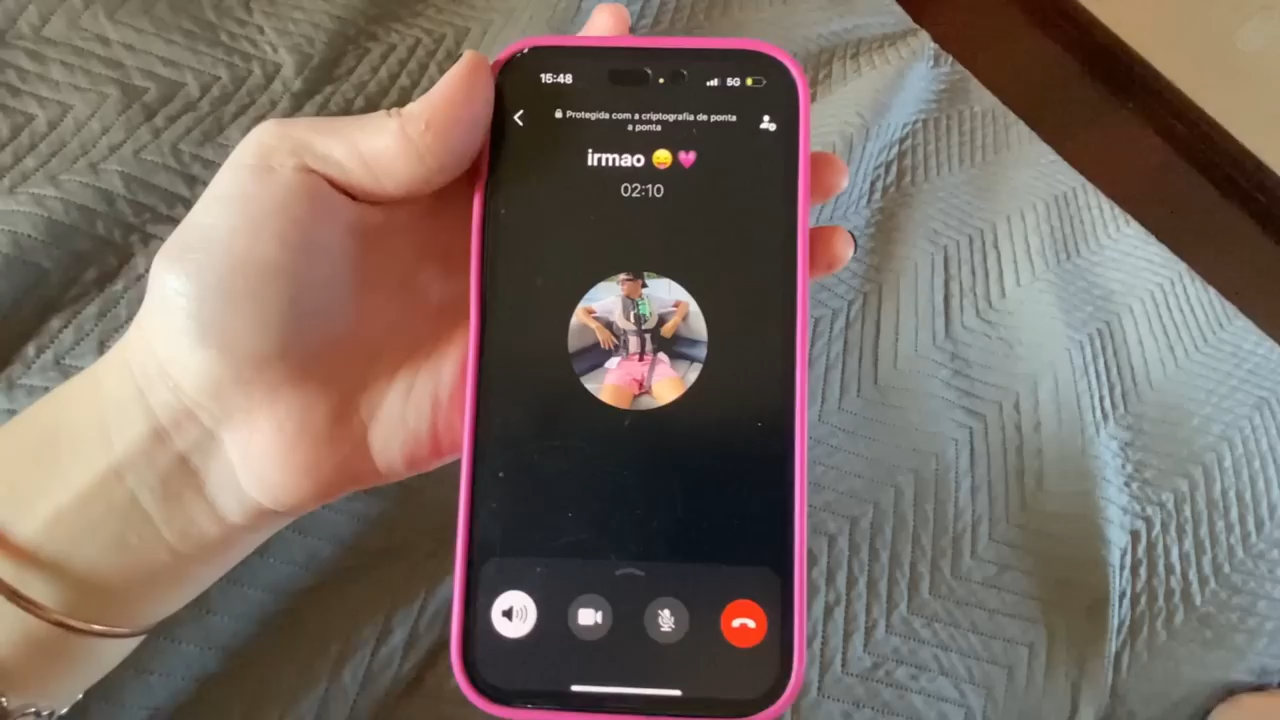 15:48 5G
Protegida com a criptografia de ponta
a ponta
irmao 😝💗
02:10